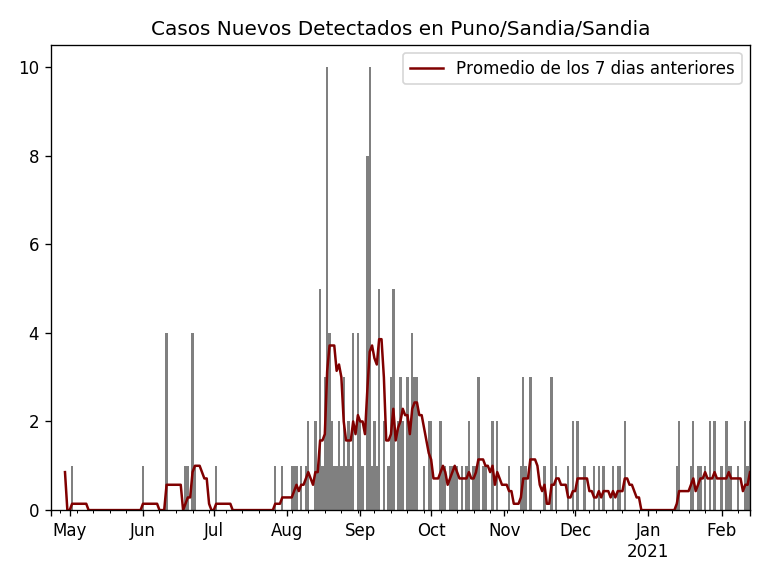 Casos Nuevos Detectados en Puno/Sandia/Sandia
Promedio de los 7 dias anteriores
10
8
6
4
2
0
May Jun Jul Aug Sep Oct Nov Dec Jan Feb
2021